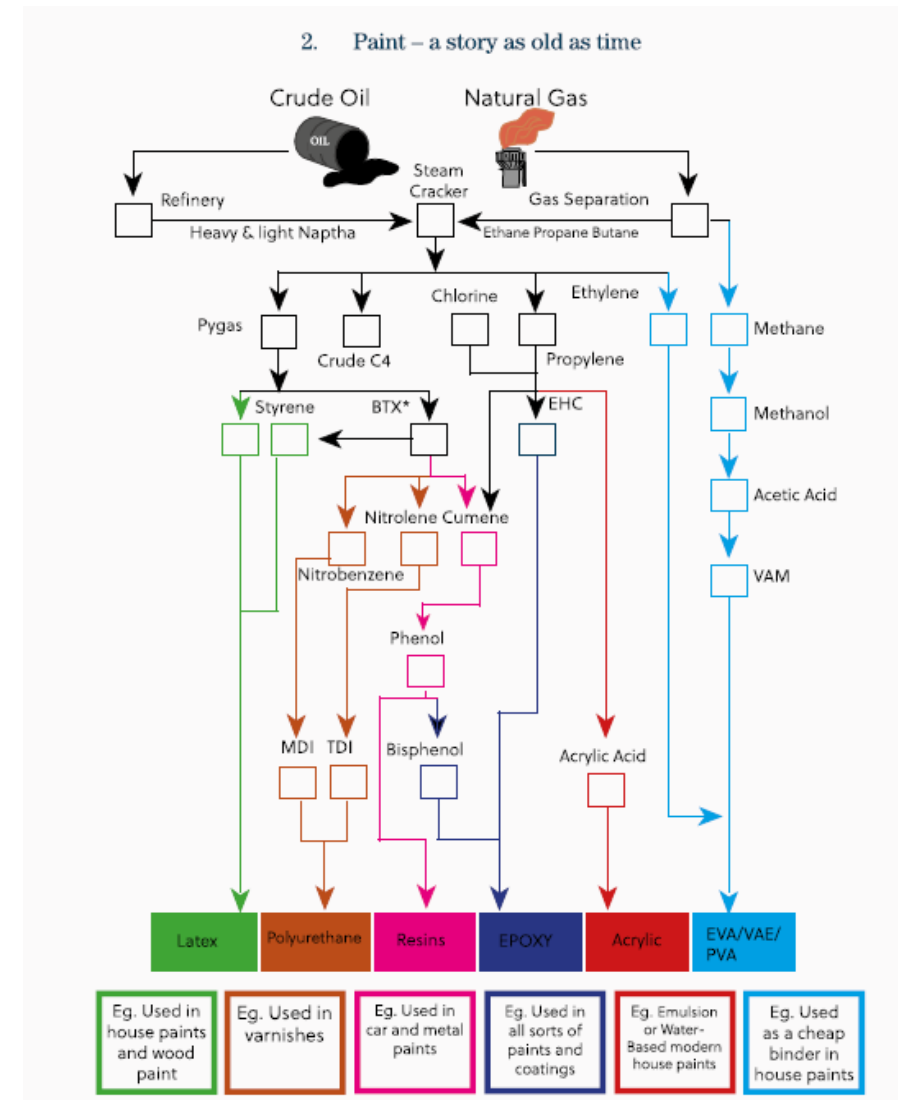 2. Paint – a story as old as time
Crude Oil
Natural Gas
OIL
Steam
Cracker
Refinery
Gas Separation
Heavy & light Naptha
Ethane Propane Butane
Chlorine
Ethylene
Pygas
Methane
Crude C4
Propylene
Styrene
BTX*
EHC
Methanol
Acetic Acid
Nitrolene Cumene
Nitrobenzene
VAM
Phenol
MDI TDI
Bisphenol
Acrylic Acid
Latex
Polyurethane
Resins
EPOXY
Acrylic
EVA/VAE/
PVA
Eg. Used in
house paints
and wood
paint
Eg. Used in
varnishes
Eg. Used in
car and metal
paints
Eg. Used in
all sorts of
paints and
coatings
Eg. Emulsion
or Water-
Based modern
house paints
Eg. Used
as a cheap
binder in
house paints